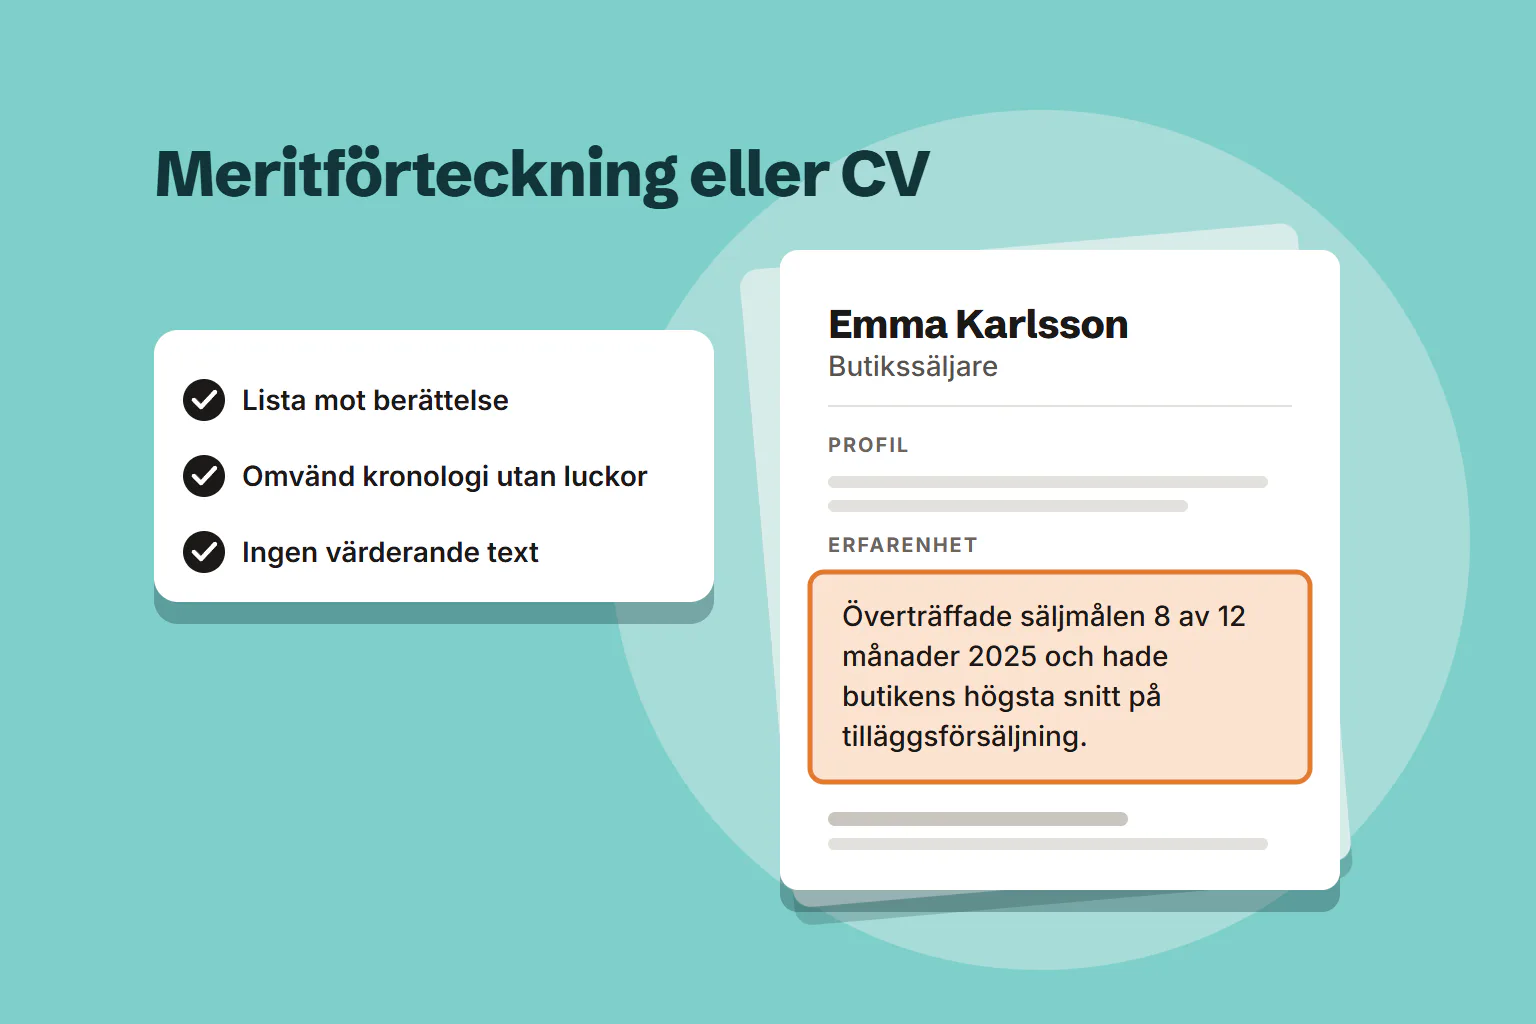 Meritförteckning eller CV
Lista mot berättelse
Omvänd kronologi utan luckor
Ingen värderande text
Emma Karlsson
Butikssäljare
PROFIL
ERFARENHET
Överträffade säljmålen 8 av 12
månader 2025 och hade
butikens högsta snitt på
tilläggsförsäljning.